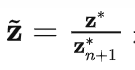 z̃ = z* / z*ₙ₊₁ :